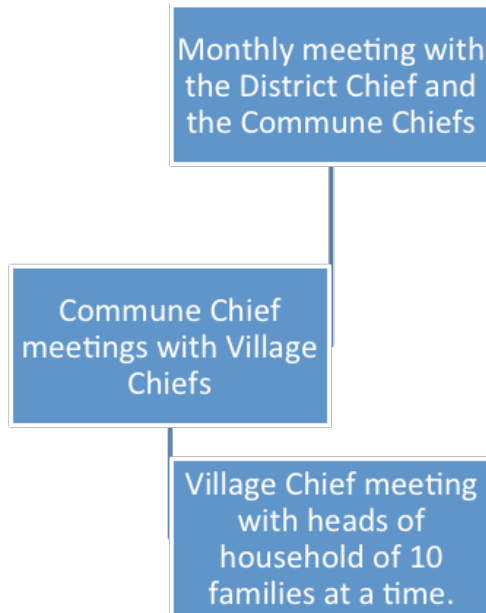 Monthly meeting with
the District Chief and
the Commune Chiefs
Commune Chief
meetings with Village
Chiefs
Village Chief meeting
with heads of
household of 10
families at a time.